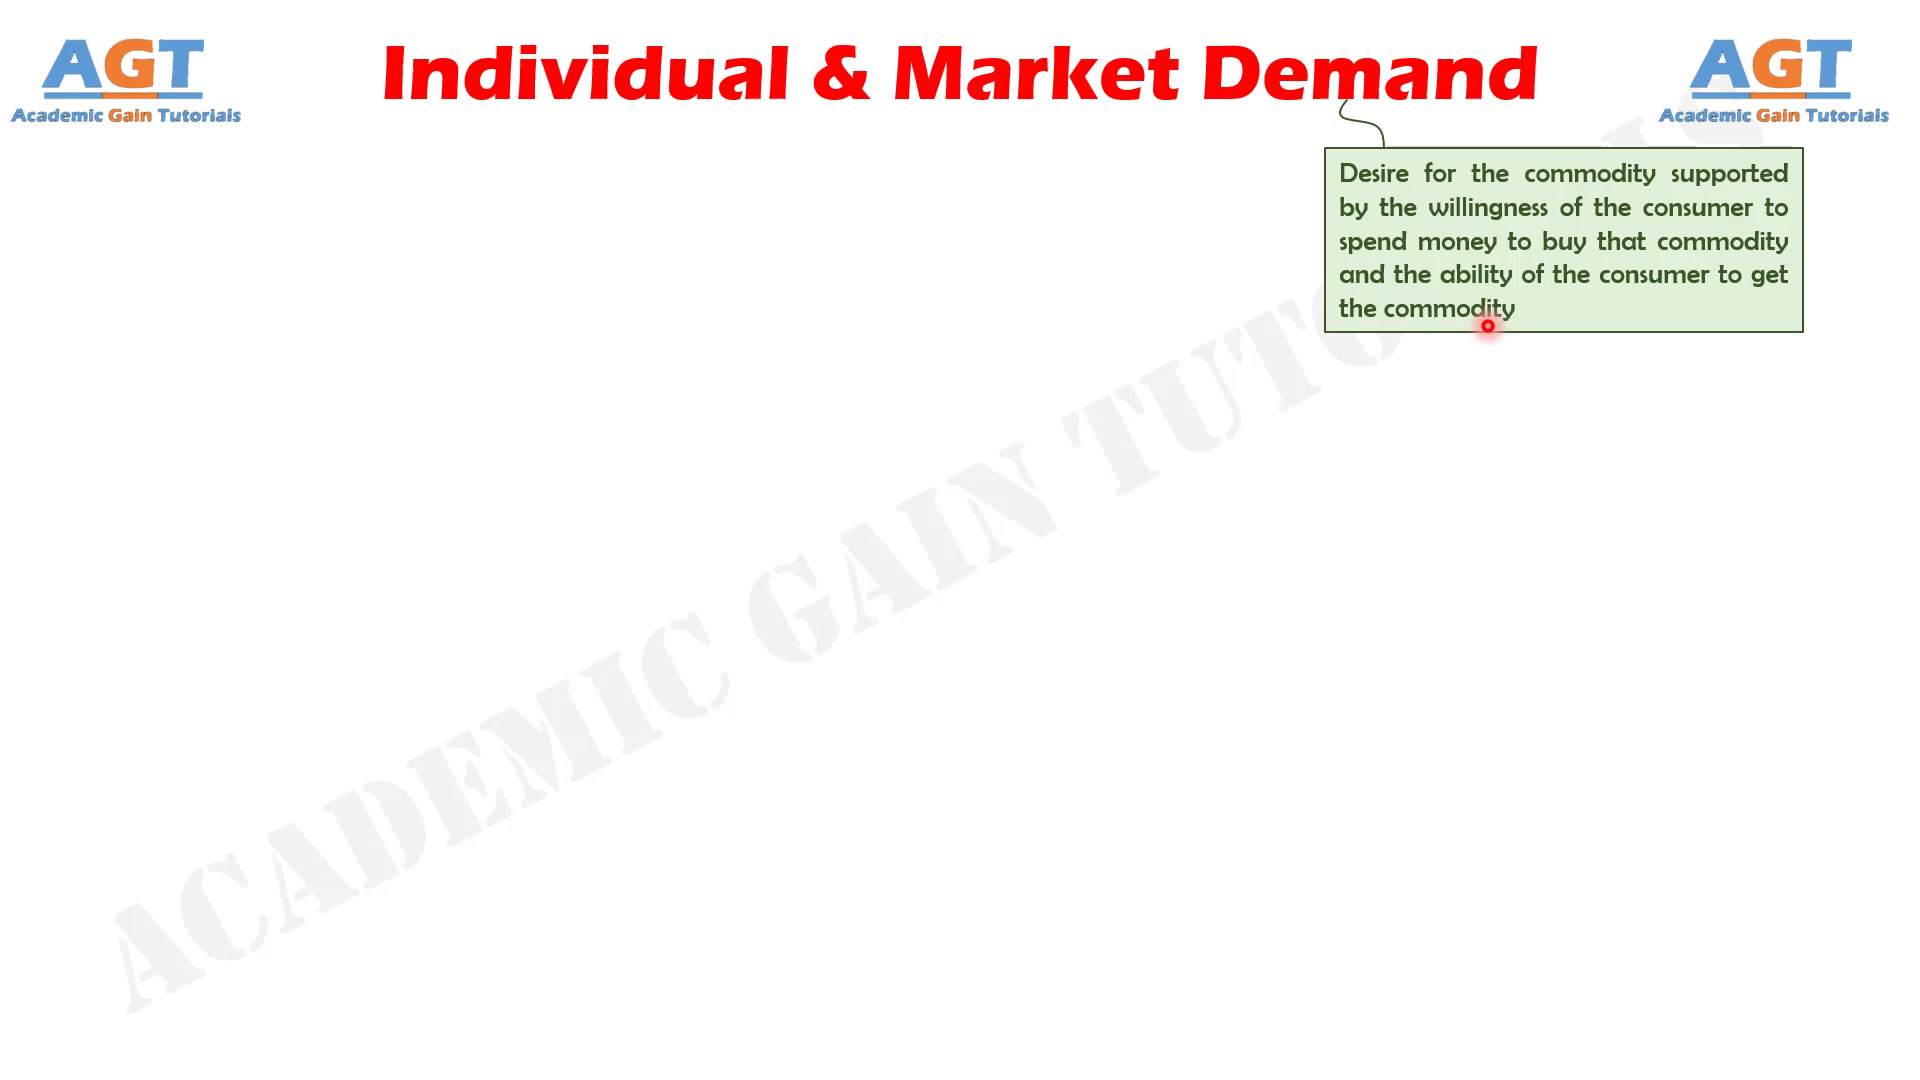 AGT
Academic Gain Tutorials
Individual & Market Demand
AGT
Academic Gain Tutorials
Desire for the commodity supported
by the willingness of the consumer to
spend money to buy that commodity
and the ability of the consumer to get
the commodity
ACADEMIC GAIN TUTORIALS